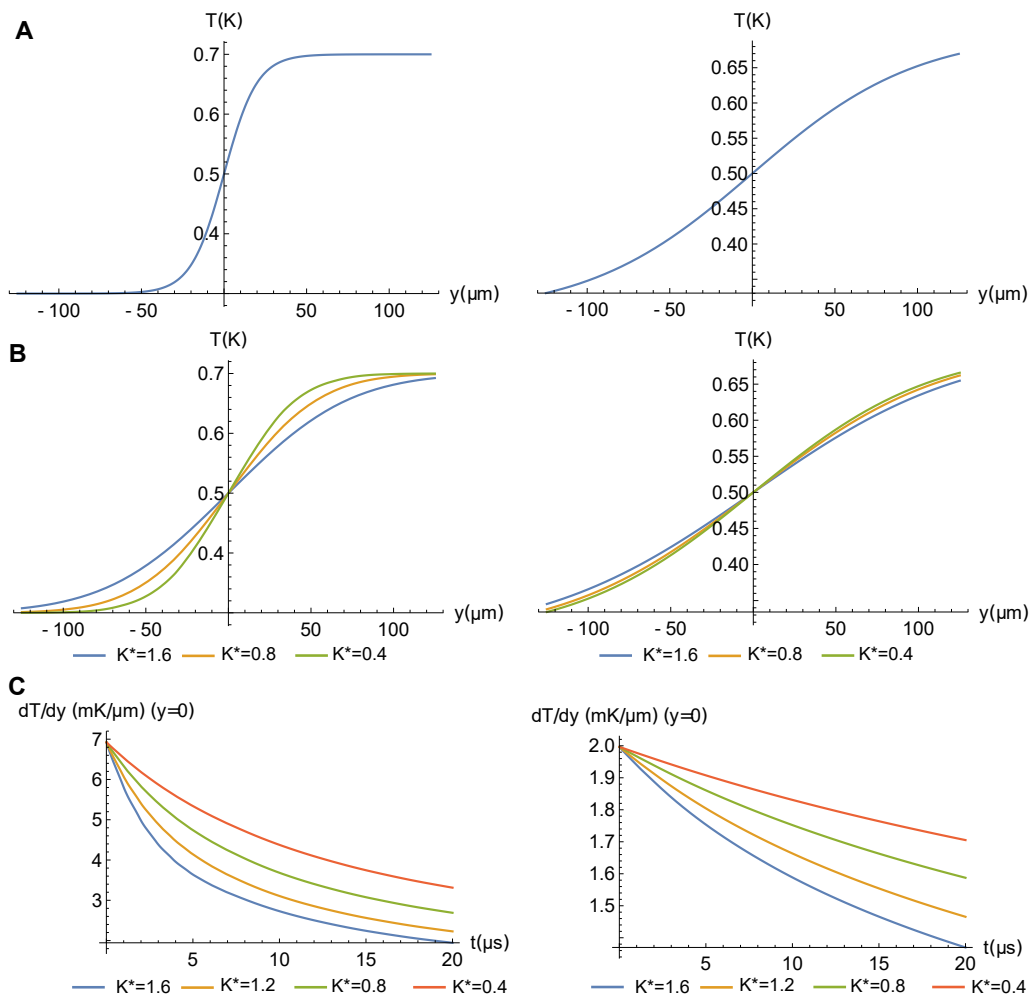 A
T(K)
0.7
0.6
0.5
0.4
- 100 - 50 50 100 y(μm)
T(K)
0.65
0.60
0.55
0.50
0.45
0.40
- 100 - 50 50 100 y(μm)
B
T(K)
0.7
0.6
0.5
0.4
- 100 - 50 50 100 y(μm)
K*=1.6 K*=0.8 K*=0.4
T(K)
0.65
0.60
0.55
0.50
0.45
0.40
- 100 - 50 50 100 y(μm)
K*=1.6 K*=0.8 K*=0.4
C
dT/dy (mK/μm) (y=0)
7
6
5
4
3
5 10 15 20 t(μs)
K*=1.6 K*=1.2 K*=0.8 K*=0.4
dT/dy (mK/μm) (y=0)
2.0
1.9
1.8
1.7
1.6
1.5
5 10 15 20 t(μs)
K*=1.6 K*=1.2 K*=0.8 K*=0.4